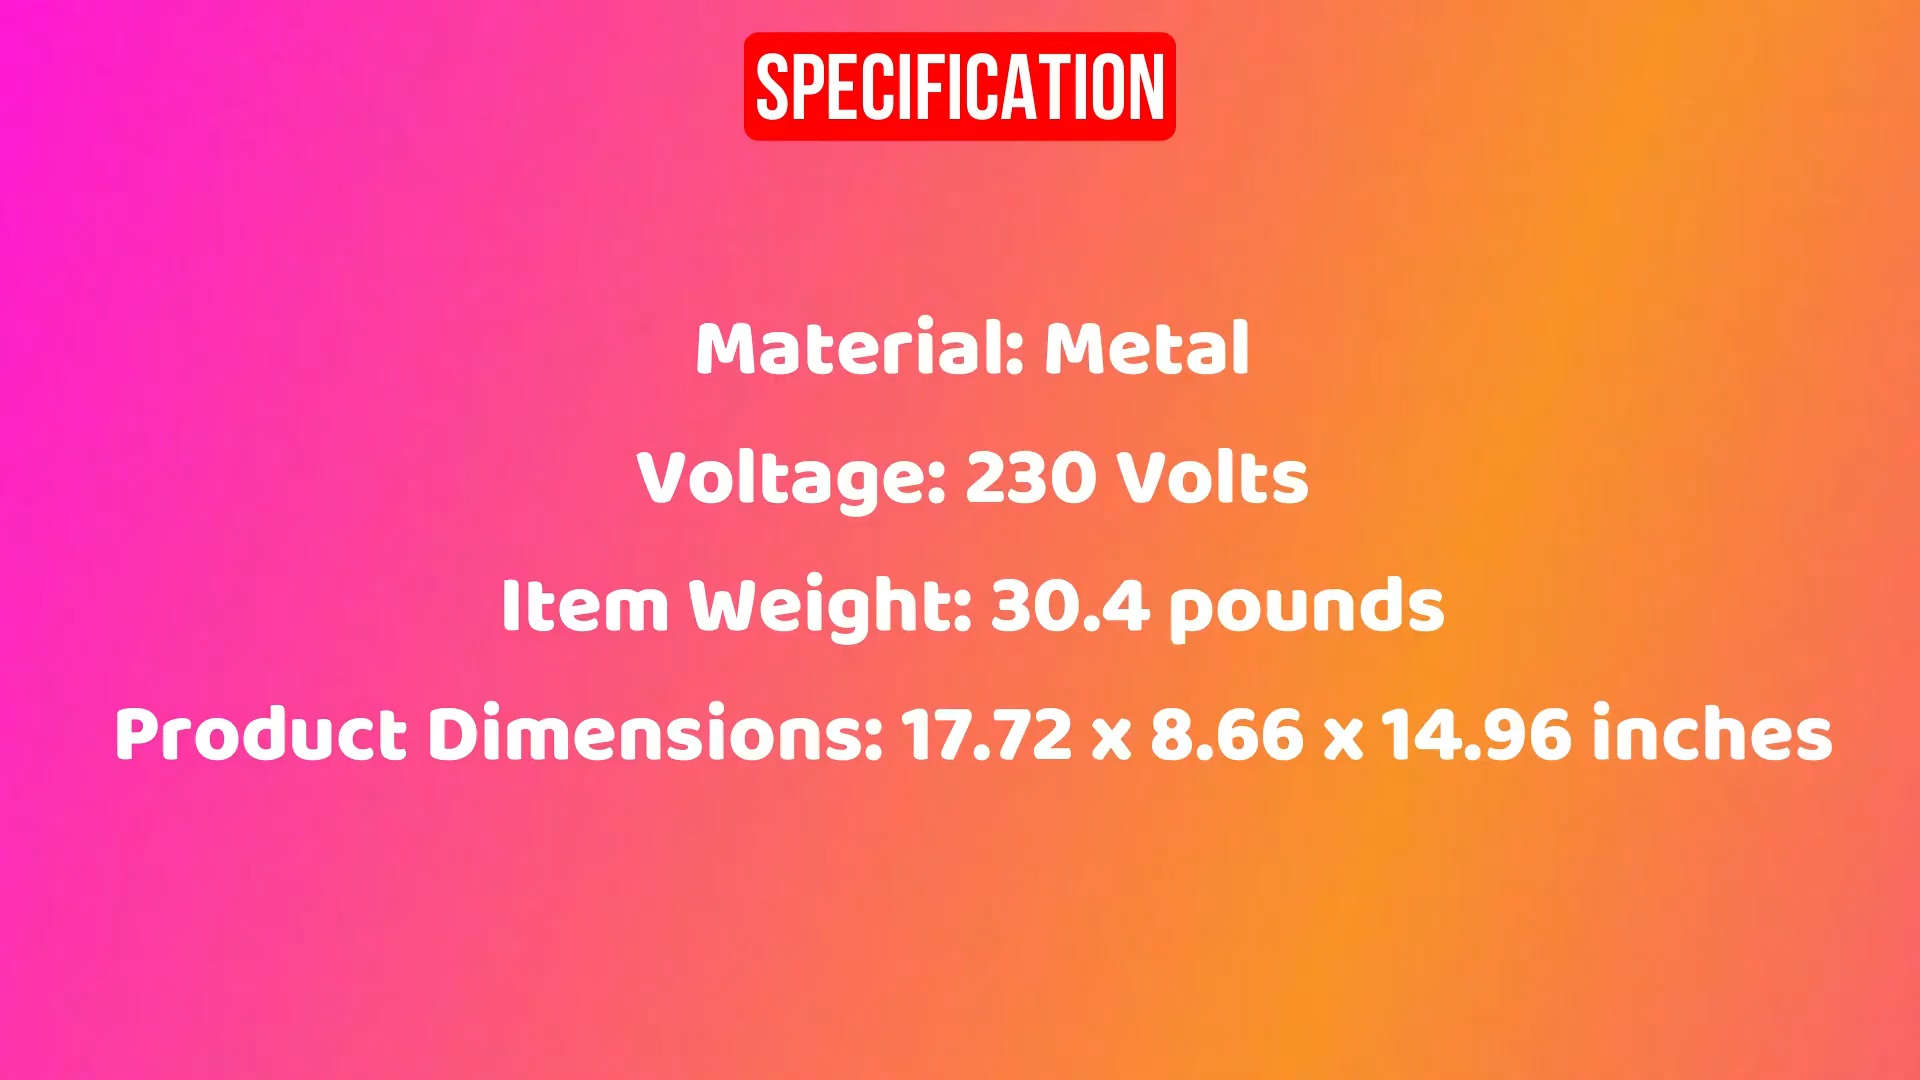 SPECIFICATION
Material: Metal
Voltage: 230 Volts
Item Weight: 30.4 pounds
Product Dimensions: 17.72 x 8.66 x 14.96 inches